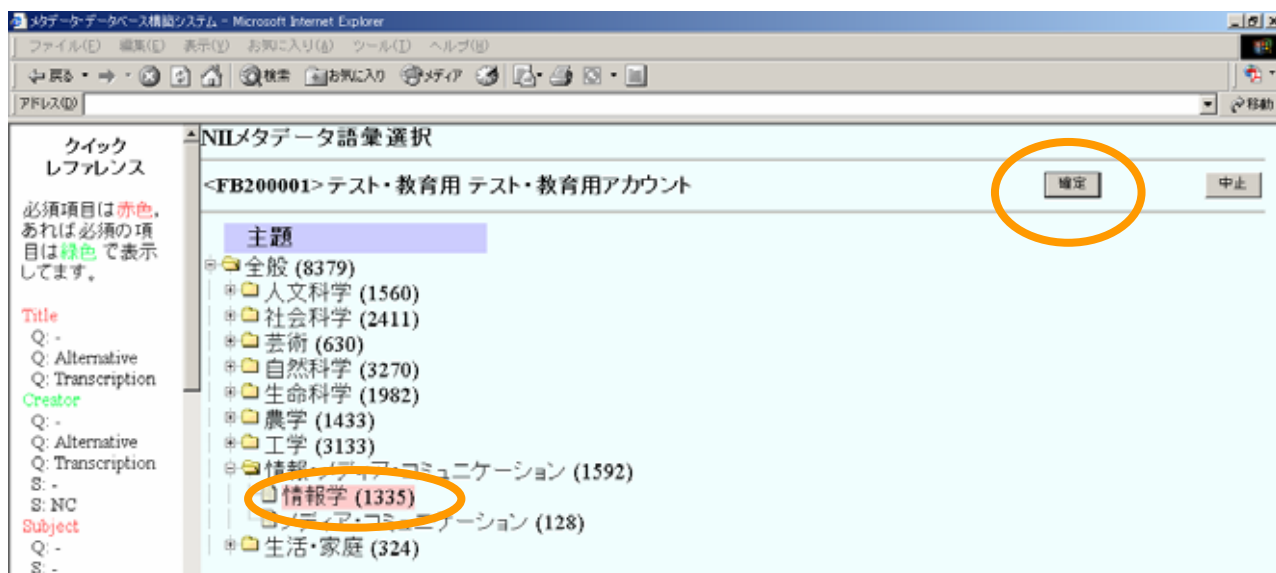 メタデータ・データベース構築システム - Microsoft Internet Explorer
ファイル(F) 編集(E) 表示(V) お気に入り(A) ツール(T) ヘルプ(H)
戻る 検索 お気に入り メディア
アドレス(D) 移動
クイック
レファレンス
必須項目は赤色,
あれば必須の項
目は緑色 で表示
してます。
Title
Q: -
Q: Alternative
Q: Transcription
Creator
Q: -
Q: Alternative
Q: Transcription
S: -
S: NC
Subject
Q: -
S: -
NIIメタデータ語彙選択
<FB200001> テスト・教育用 テスト・教育用アカウント 確定 中止
主題
全般 (8379)
人文科学 (1560)
社会科学 (2411)
芸術 (630)
自然科学 (3270)
生命科学 (1982)
農学 (1433)
工学 (3133)
情報・メディア・コミュニケーション (1592)
情報学 (1335)
メディア・コミュニケーション (128)
生活・家庭 (324)